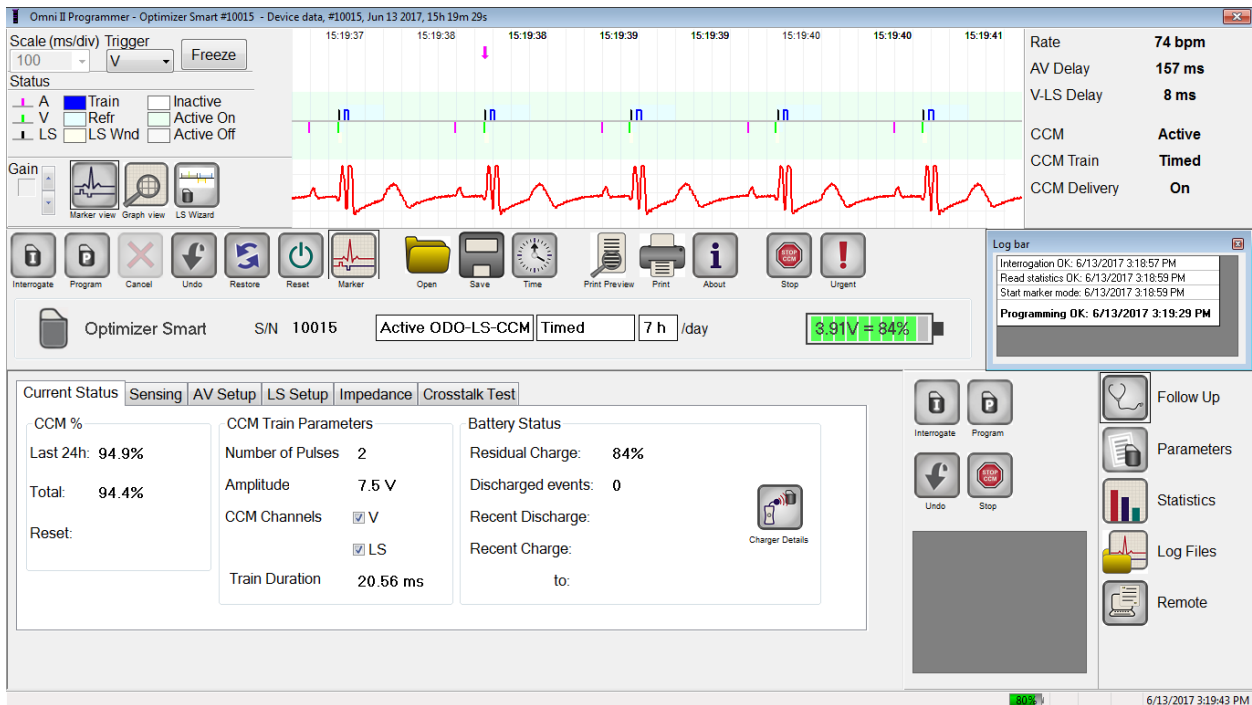 Omni II Programmer - Optimizer Smart #10015 - Device data, #10015, Jun 13 2017, 15h 19m 29s
Scale (ms/div) Trigger
100 V Freeze
Status
A Train Inactive
V Refr Active On
LS LS Wnd Active Off
Gain
Marker view Graph view LS Wizard
15:19:37 15:19:38 15:19:38 15:19:39 15:19:39 15:19:40 15:19:40 15:19:41
Rate 74 bpm
AV Delay 157 ms
V-LS Delay 8 ms
CCM Active
CCM Train Timed
CCM Delivery On
Interrogate Program Cancel Undo Restore Reset Marker Open Save Time Print Preview Print About Stop Urgent
STOP CCM
Log bar
Interrogation OK: 6/13/2017 3:18:57 PM
Read statistics OK: 6/13/2017 3:18:59 PM
Start marker mode: 6/13/2017 3:18:59 PM
Programming OK: 6/13/2017 3:19:29 PM
Optimizer Smart S/N 10015 Active ODO-LS-CCM Timed 7 h /day 3.91V = 84%
Current Status Sensing AV Setup LS Setup Impedance Crosstalk Test
CCM %
Last 24h: 94.9%
Total: 94.4%
Reset:
CCM Train Parameters
Number of Pulses 2
Amplitude 7.5 V
CCM Channels V
LS
Train Duration 20.56 ms
Battery Status
Residual Charge: 84%
Discharged events: 0
Recent Discharge:
Recent Charge:
to:
Charger Details
Interrogate Program
STOP CCM
Undo Stop
Follow Up
Parameters
Statistics
Log Files
Remote
80% 6/13/2017 3:19:43 PM